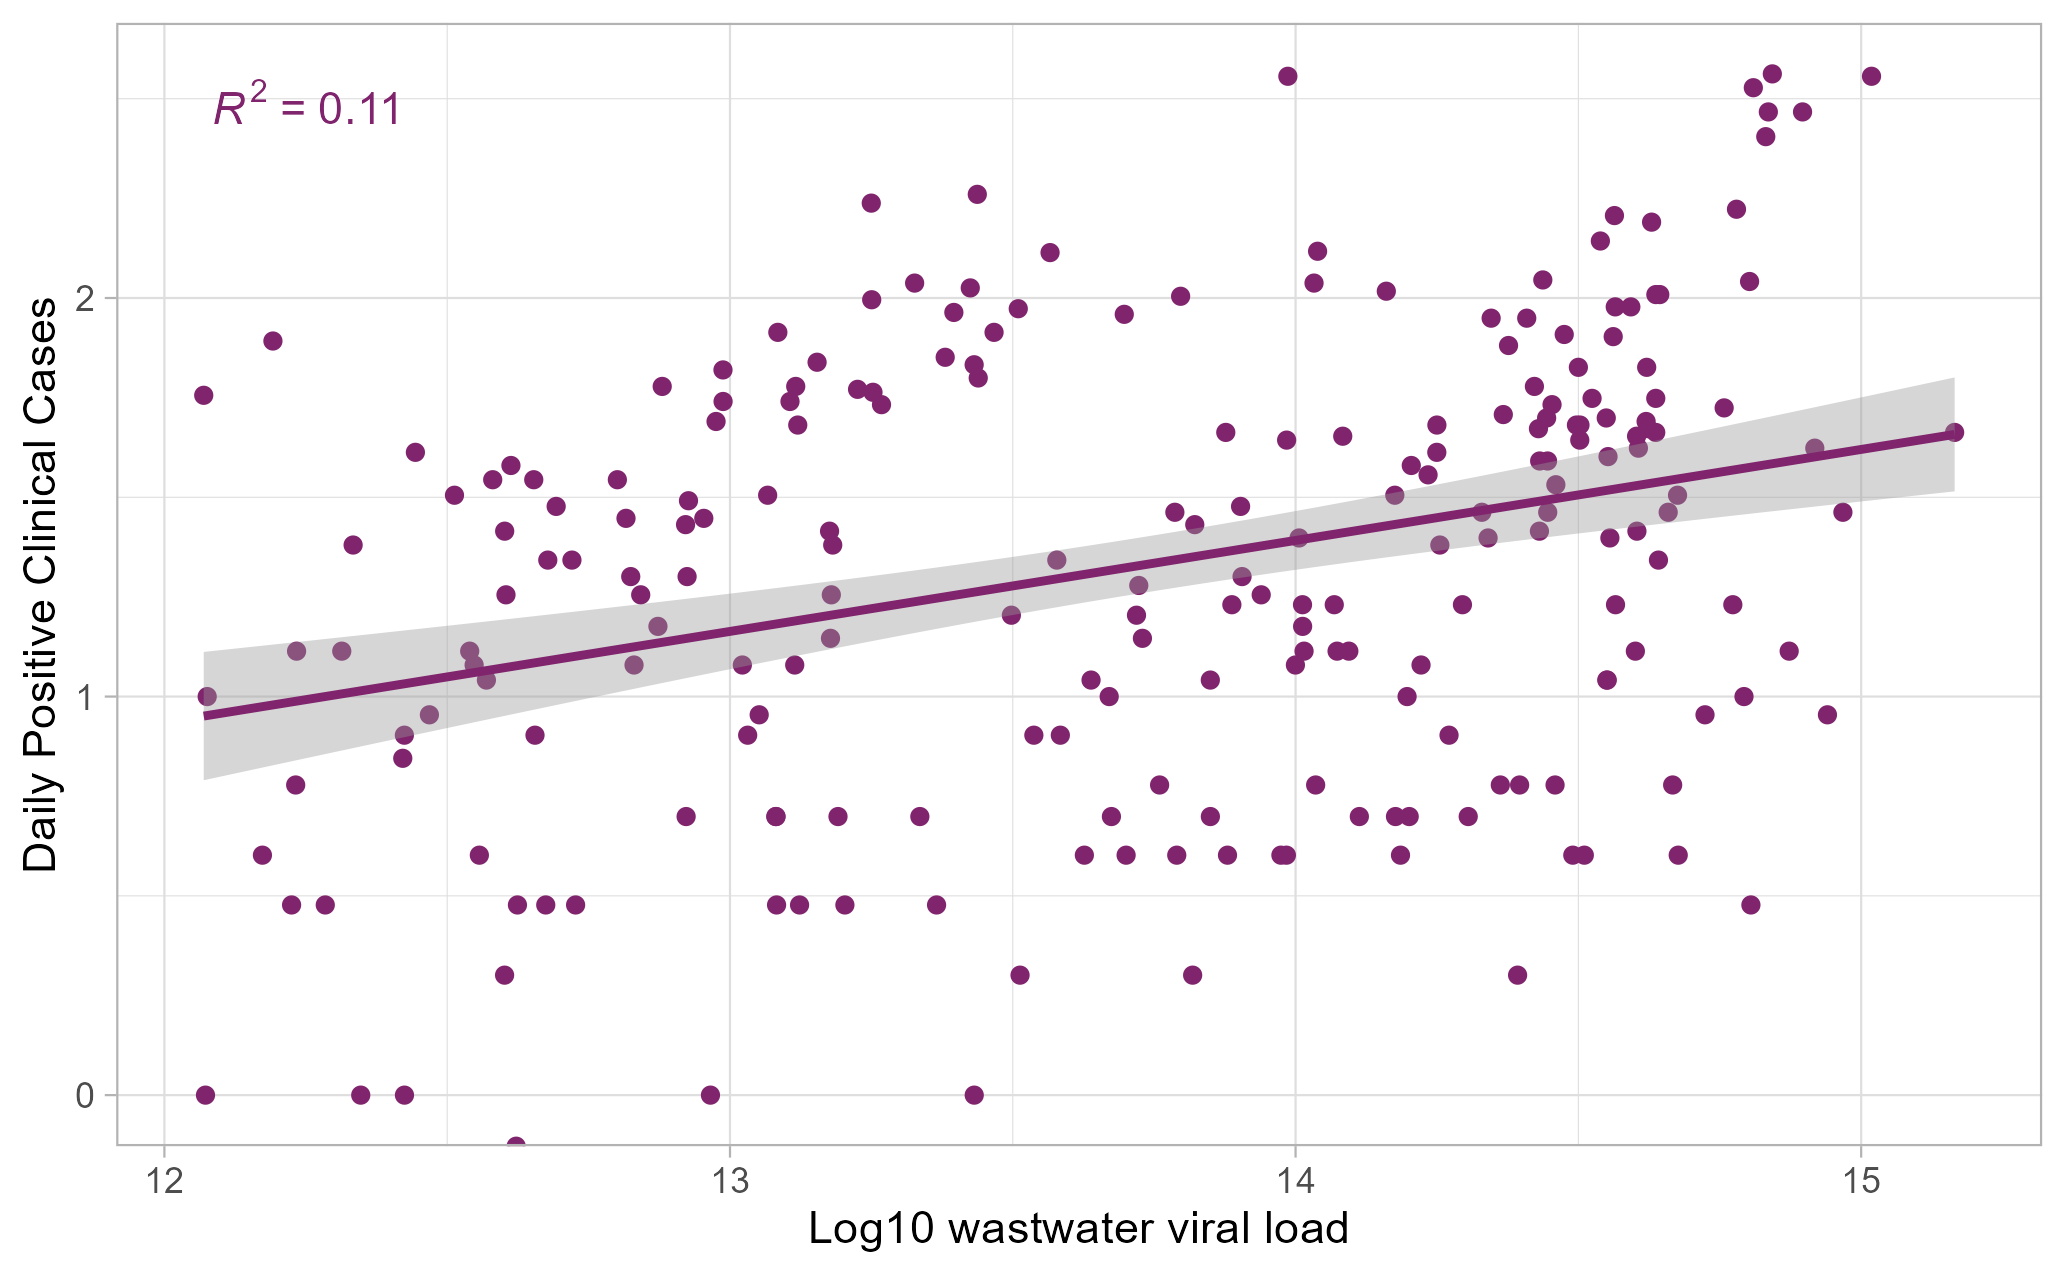 R² = 0.11
Daily Positive Clinical Cases
2
1
0
12 13 14 15
Log10 wastwater viral load